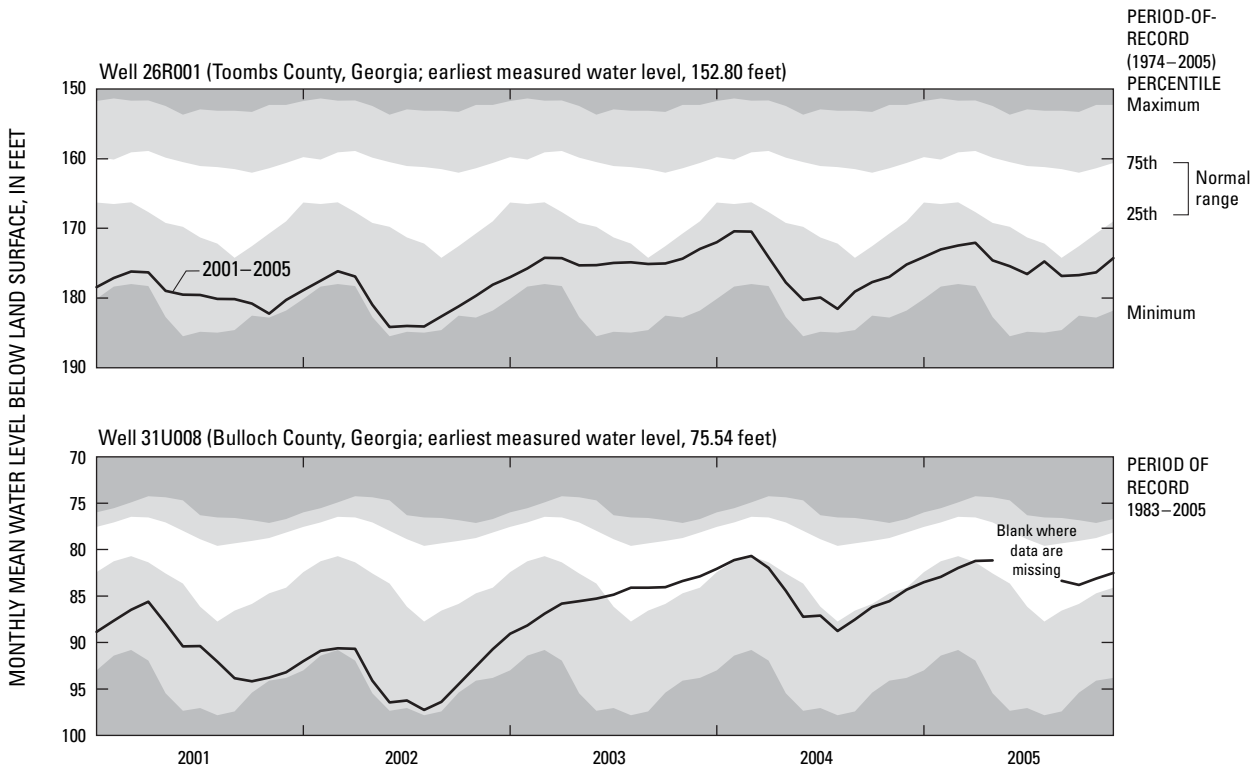 MONTHLY MEAN WATER LEVEL BELOW LAND SURFACE, IN FEET
Well 26R001 (Toombs County, Georgia; earliest measured water level, 152.80 feet)
150
160
170
180
190
2001–2005
PERIOD-OF-
RECORD
(1974–2005)
PERCENTILE
Maximum
75th
Normal
range
25th
Minimum
Well 31U008 (Bulloch County, Georgia; earliest measured water level, 75.54 feet)
70
75
80
85
90
95
100
Blank where
data are
missing
PERIOD OF
RECORD
1983–2005
2001
2002
2003
2004
2005